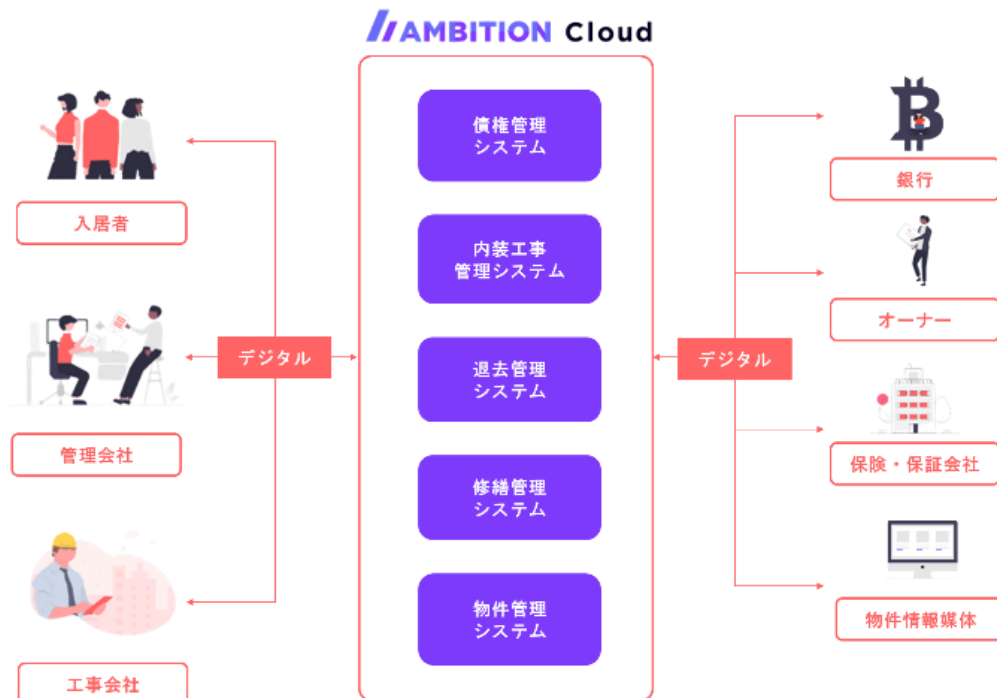 AMBITION Cloud
入居者
管理会社
工事会社
デジタル
債権管理
システム
内装工事
管理システム
退去管理
システム
修繕管理
システム
物件管理
システム
デジタル
銀行
オーナー
保険・保証会社
物件情報媒体